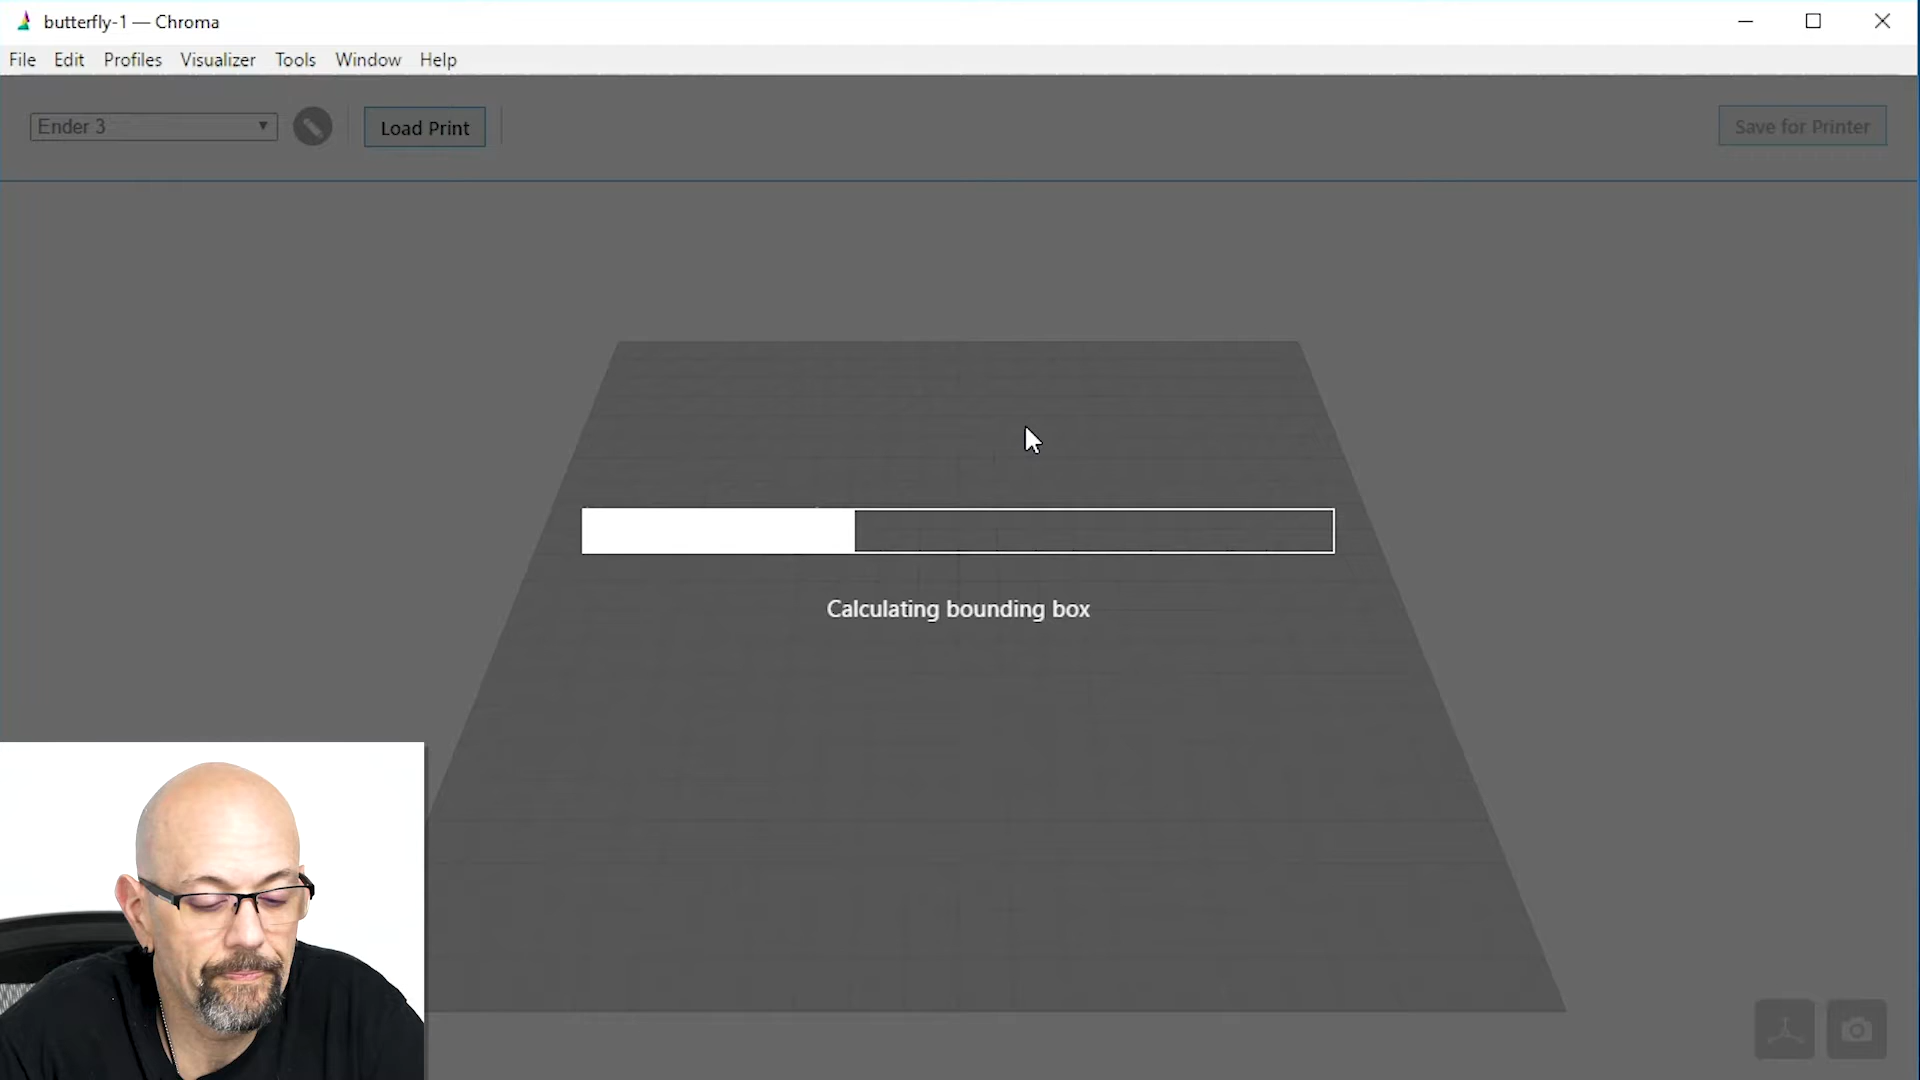 butterfly-1 — Chroma
File Edit Profiles Visualizer Tools Window Help
Ender 3
Load Print
Save for Printer
Calculating bounding box